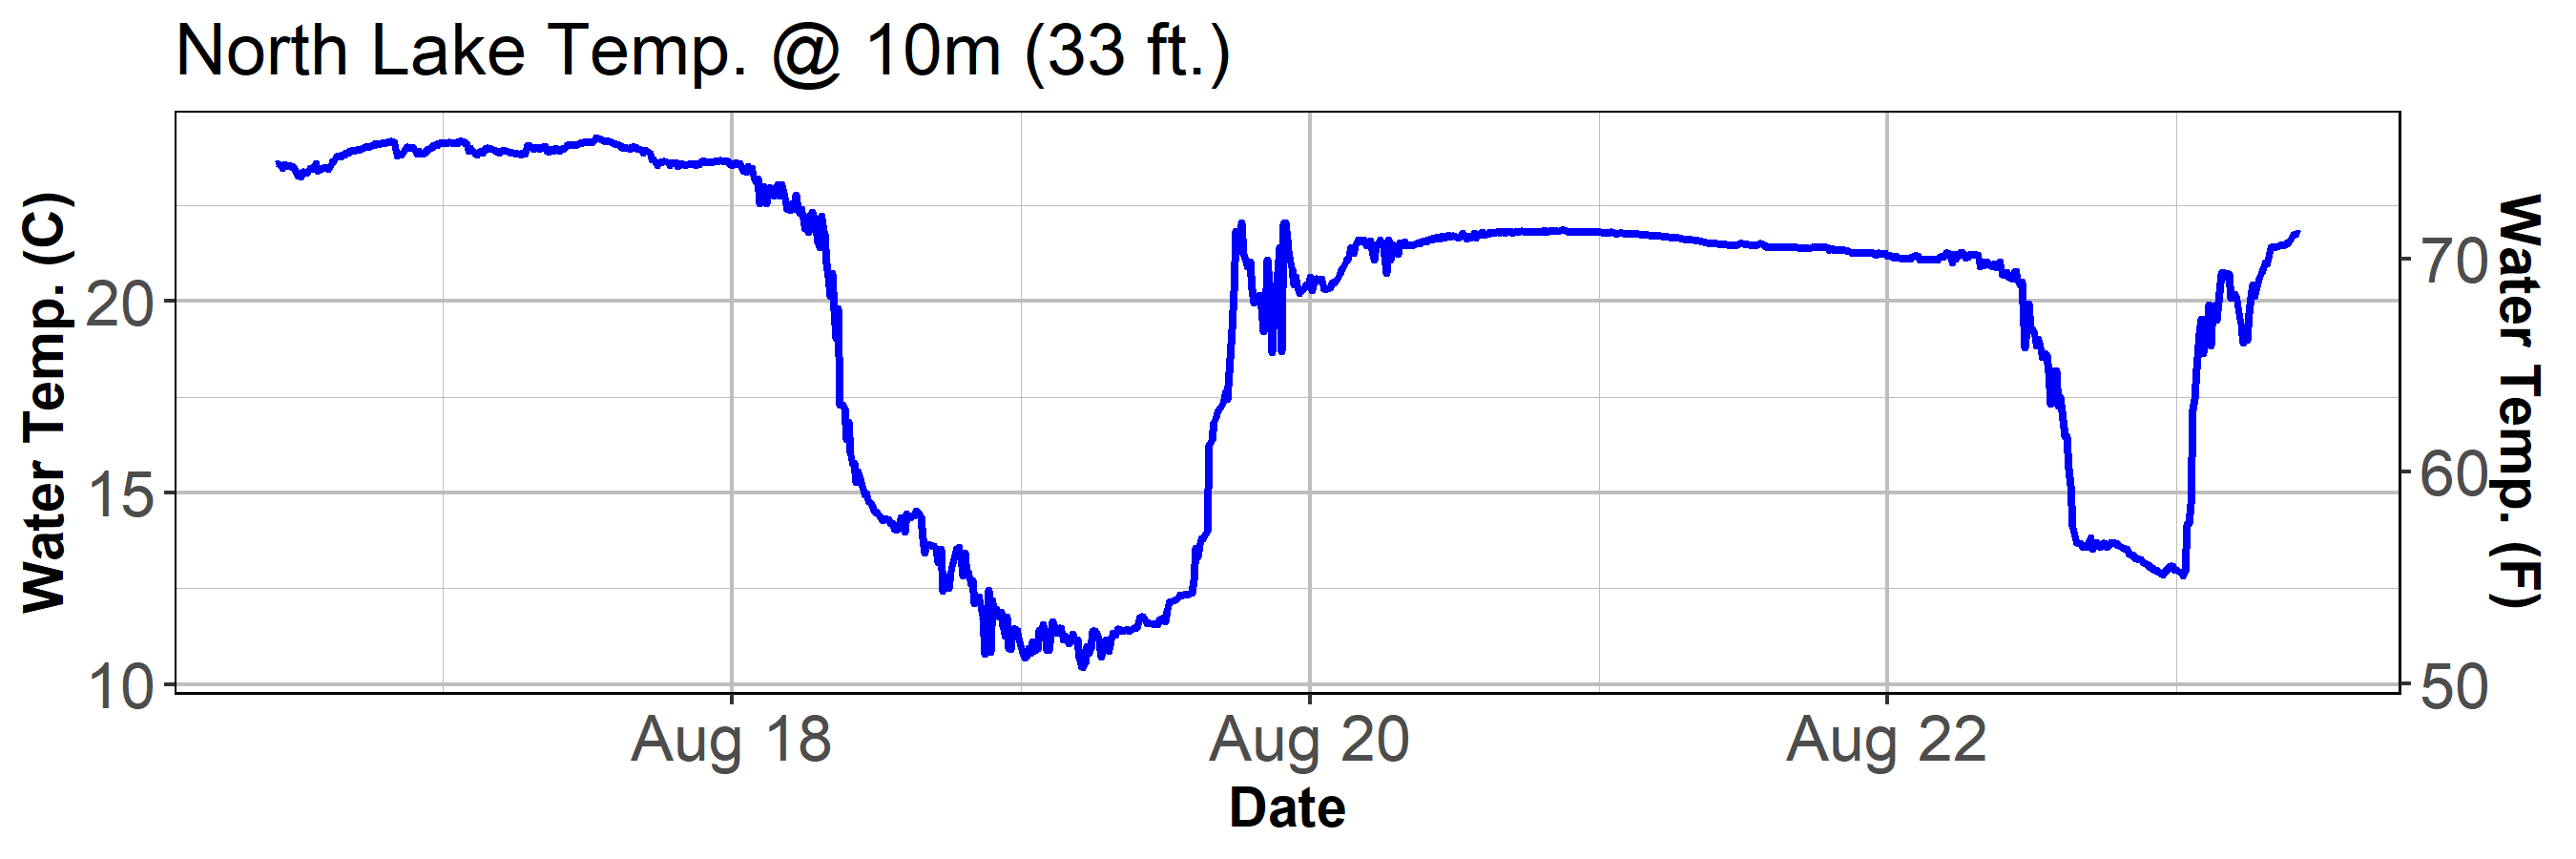 North Lake Temp. @ 10m (33 ft.)
Water Temp. (C)
20
15
10
70
60
50
Water Temp. (F)
Aug 18
Aug 20
Aug 22
Date